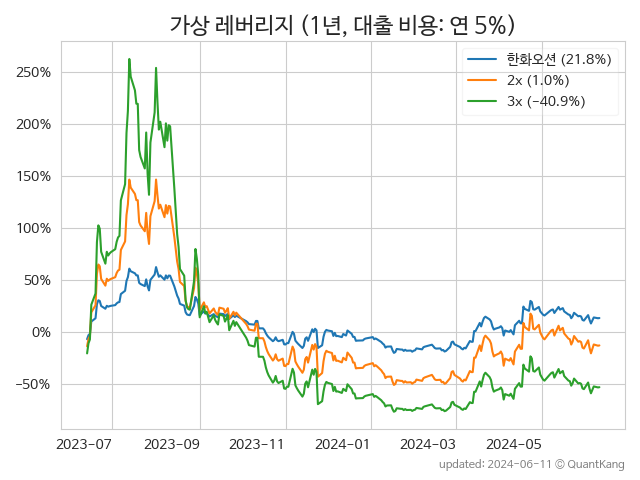 가상 레버리지 (1년, 대출 비용: 연 5%)
한화오션 (21.8%)
2x (1.0%)
3x (-40.9%)
250%
200%
150%
100%
50%
0%
-50%
2023-07 2023-09 2023-11 2024-01 2024-03 2024-05
updated: 2024-06-11 © QuantKang